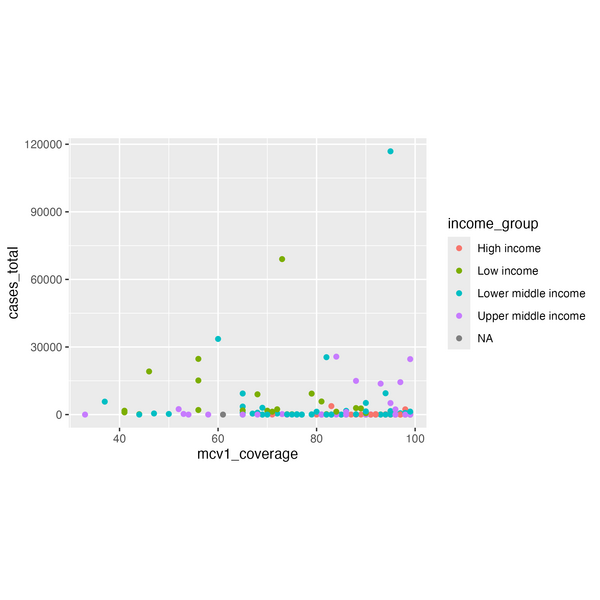 120000
90000
60000
30000
0
cases_total
40
60
80
100
mcv1_coverage
income_group
High income
Low income
Lower middle income
Upper middle income
NA